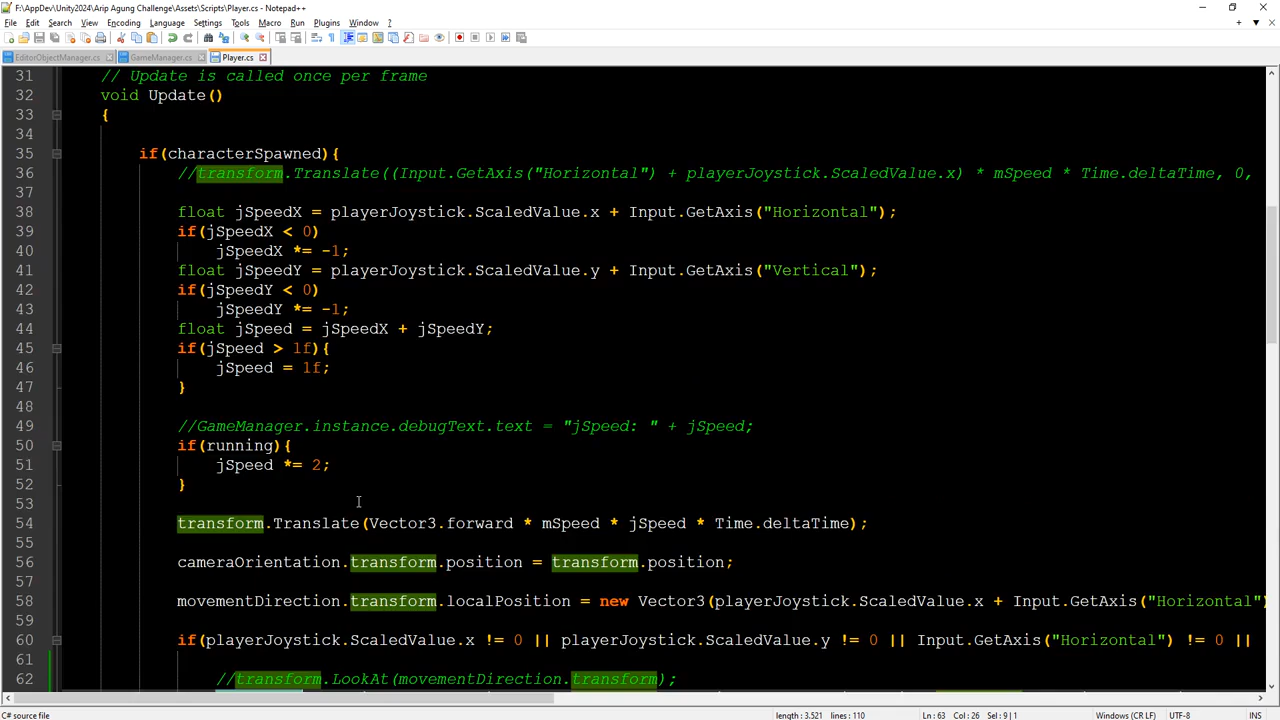 F:\AppDev\Unity2024\Arip Agung Challenge\Assets\Scripts\Player.cs - Notepad++
File Edit Search View Encoding Language Settings Tools Macro Run Plugins Window ?
EditorObjectManager.cs GameManager.cs Player.cs
31 // Update is called once per frame
32 void Update()
33 {
34
35 if(characterSpawned){
36 //transform.Translate((Input.GetAxis("Horizontal") + playerJoystick.ScaledValue.x) * mSpeed * Time.deltaTime, 0,
37
38 float jSpeedX = playerJoystick.ScaledValue.x + Input.GetAxis("Horizontal");
39 if(jSpeedX < 0)
40 jSpeedX *= -1;
41 float jSpeedY = playerJoystick.ScaledValue.y + Input.GetAxis("Vertical");
42 if(jSpeedY < 0)
43 jSpeedY *= -1;
44 float jSpeed = jSpeedX + jSpeedY;
45 if(jSpeed > 1f){
46 jSpeed = 1f;
47 }
48
49 //GameManager.instance.debugText.text = "jSpeed: " + jSpeed;
50 if(running){
51 jSpeed *= 2;
52 }
53
54 transform.Translate(Vector3.forward * mSpeed * jSpeed * Time.deltaTime);
55
56 cameraOrientation.transform.position = transform.position;
57
58 movementDirection.transform.localPosition = new Vector3(playerJoystick.ScaledValue.x + Input.GetAxis("Horizontal")
59
60 if(playerJoystick.ScaledValue.x != 0 || playerJoystick.ScaledValue.y != 0 || Input.GetAxis("Horizontal") != 0 ||
61
62 //transform.LookAt(movementDirection.transform);
C# source file length : 3.521 lines : 110 Ln : 63 Col : 26 Sel : 9 | 1 Windows (CR LF) UTF-8 INS